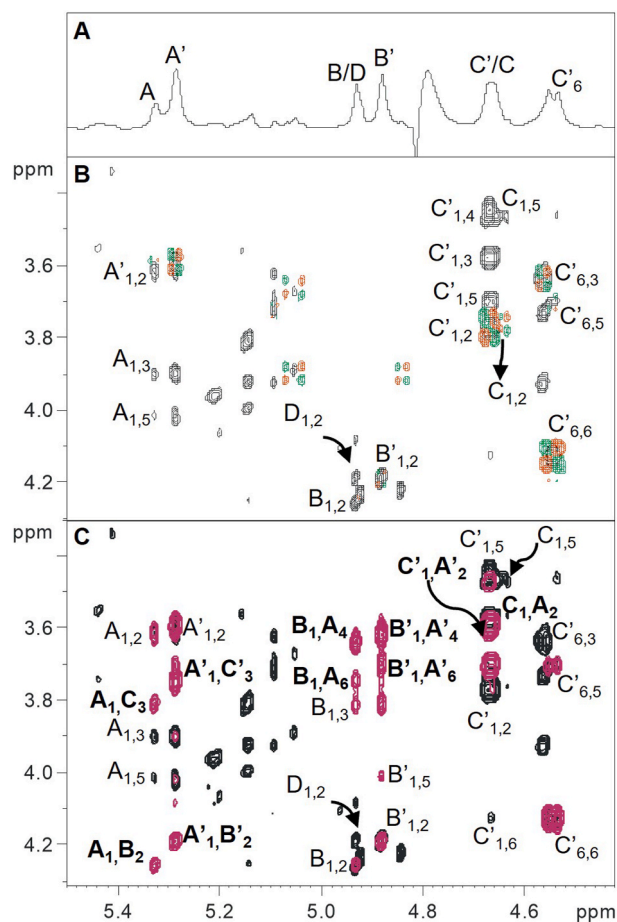 A
A
A'
B/D
B'
C'/C
C'6
ppm
B
C'1,4
C1,5
C'1,3
3.6
A'1,2
C'6,3
C'1,5
C'6,5
3.8
C'1,2
A1,3
C1,2
4.0
A1,5
D1,2
C'6,6
B'1,2
4.2
B1,2
ppm
C
C'1,5
C1,5
C'1,A'2
C1,A2
3.6
A1,2
A'1,2
B1,A4
B'1,A'4
C'6,3
A'1,C'3
B1,A6
B'1,A'6
C'6,5
3.8
A1,C3
B1,3
C'1,2
A1,3
4.0
A1,5
B'1,5
D1,2
B'1,2
C'1,6
C'6,6
4.2
A1,B2
A'1,B'2
B1,2
5.4
5.2
5.0
4.8
4.6
ppm